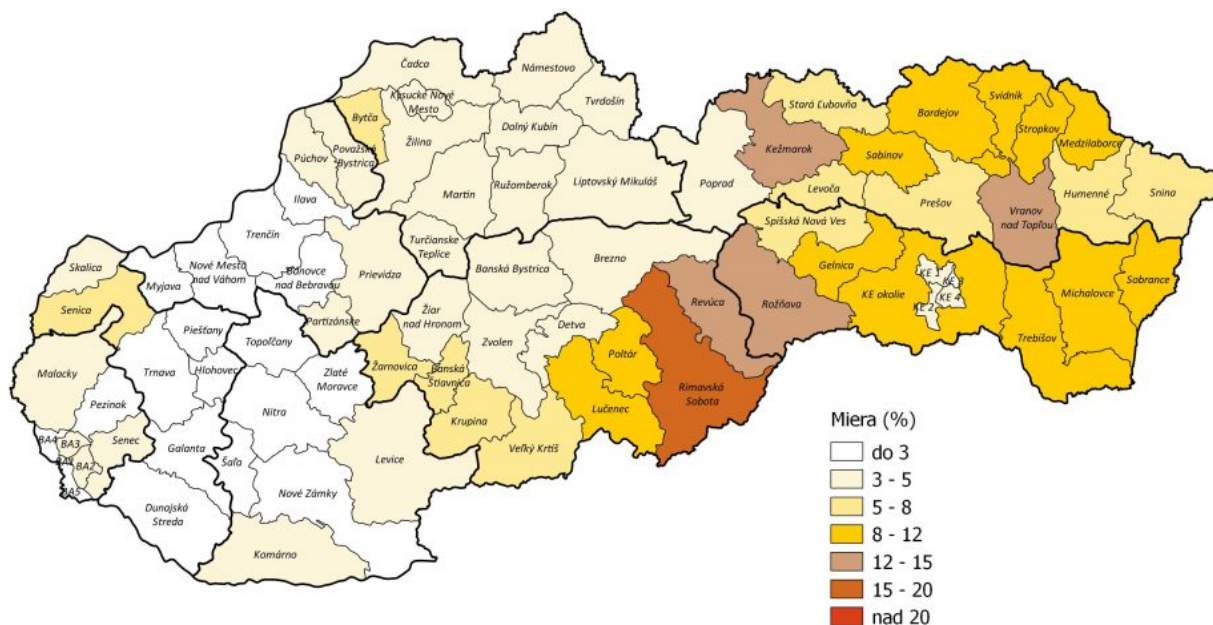 Čadca
Námestovo
Kysucké Nové
Mesto
Tvrdošín
Bytča
Dolný Kubín
Žilina
Púchov
Považská
Bystrica
Martin
Ružomberok
Liptovský Mikuláš
Poprad
Kežmarok
Stará Ľubovňa
Bardejov
Svidník
Stropkov
Medzilaborce
Sabinov
Levoča
Prešov
Vranov
nad Topľou
Humenné
Snina
Ilava
Trenčín
Turčianske
Teplice
Spišská Nová Ves
Skalica
Nové Mesto
nad Váhom
Bánovce
nad Bebravou
Prievidza
Banská Bystrica
Brezno
Gelnica
KE 1
KE 3
KE okolie
KE 4
KE 2
Michalovce
Sobrance
Myjava
Senica
Partizánske
Žiar
nad Hronom
Revúca
Rožňava
Piešťany
Topoľčany
Detva
Zvolen
Trebišov
Malacky
Trnava
Hlohovec
Zlaté
Moravce
Žarnovica
Banská
Štiavnica
Poltár
Rimavská
Sobota
Pezinok
Nitra
Krupina
Lučenec
BA4
BA3
Senec
Galanta
Šaľa
Levice
Veľký Krtíš
BA1
BA2
BA5
Nové Zámky
Dunajská
Streda
Komárno
Miera (%)
do 3
3 - 5
5 - 8
8 - 12
12 - 15
15 - 20
nad 20